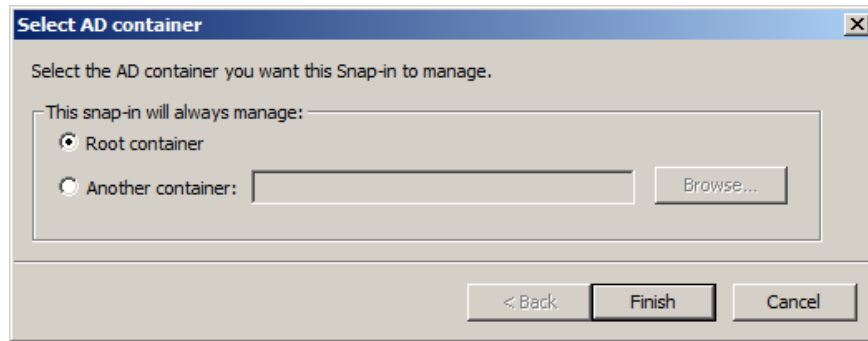 Select AD container
Select the AD container you want this Snap-in to manage.
This snap-in will always manage:
Root container
Another container:
Browse...
< Back
Finish
Cancel